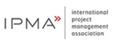 IPMA
international
project
management
association